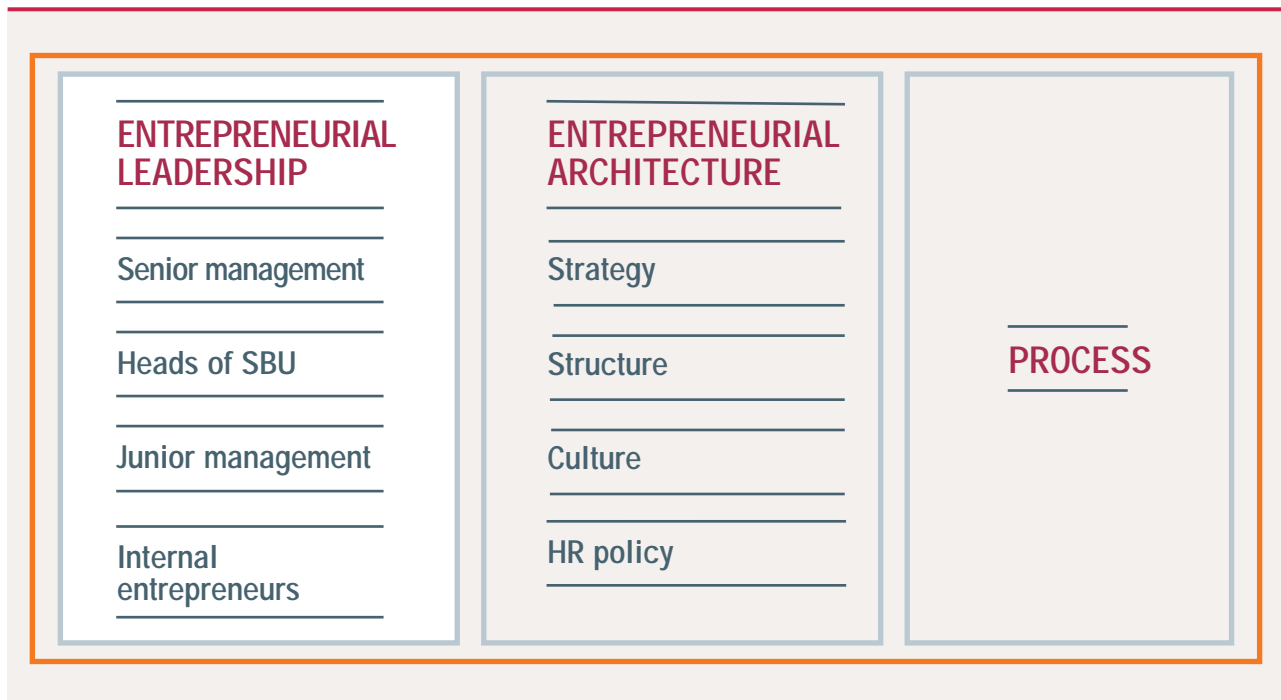 ENTREPRENEURIAL
LEADERSHIP
Senior management
Heads of SBU
Junior management
Internal
entrepreneurs
ENTREPRENEURIAL
ARCHITECTURE
Strategy
Structure
Culture
HR policy
PROCESS